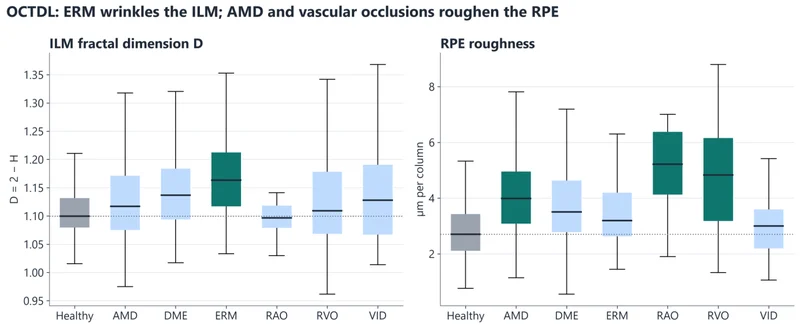 OCTDL: ERM wrinkles the ILM; AMD and vascular occlusions roughen the RPE
ILM fractal dimension D
D = 2 − H
1.35
1.30
1.25
1.20
1.15
1.10
1.05
1.00
0.95
Healthy AMD DME ERM RAO RVO VID
RPE roughness
µm per column
8
6
4
2
Healthy AMD DME ERM RAO RVO VID